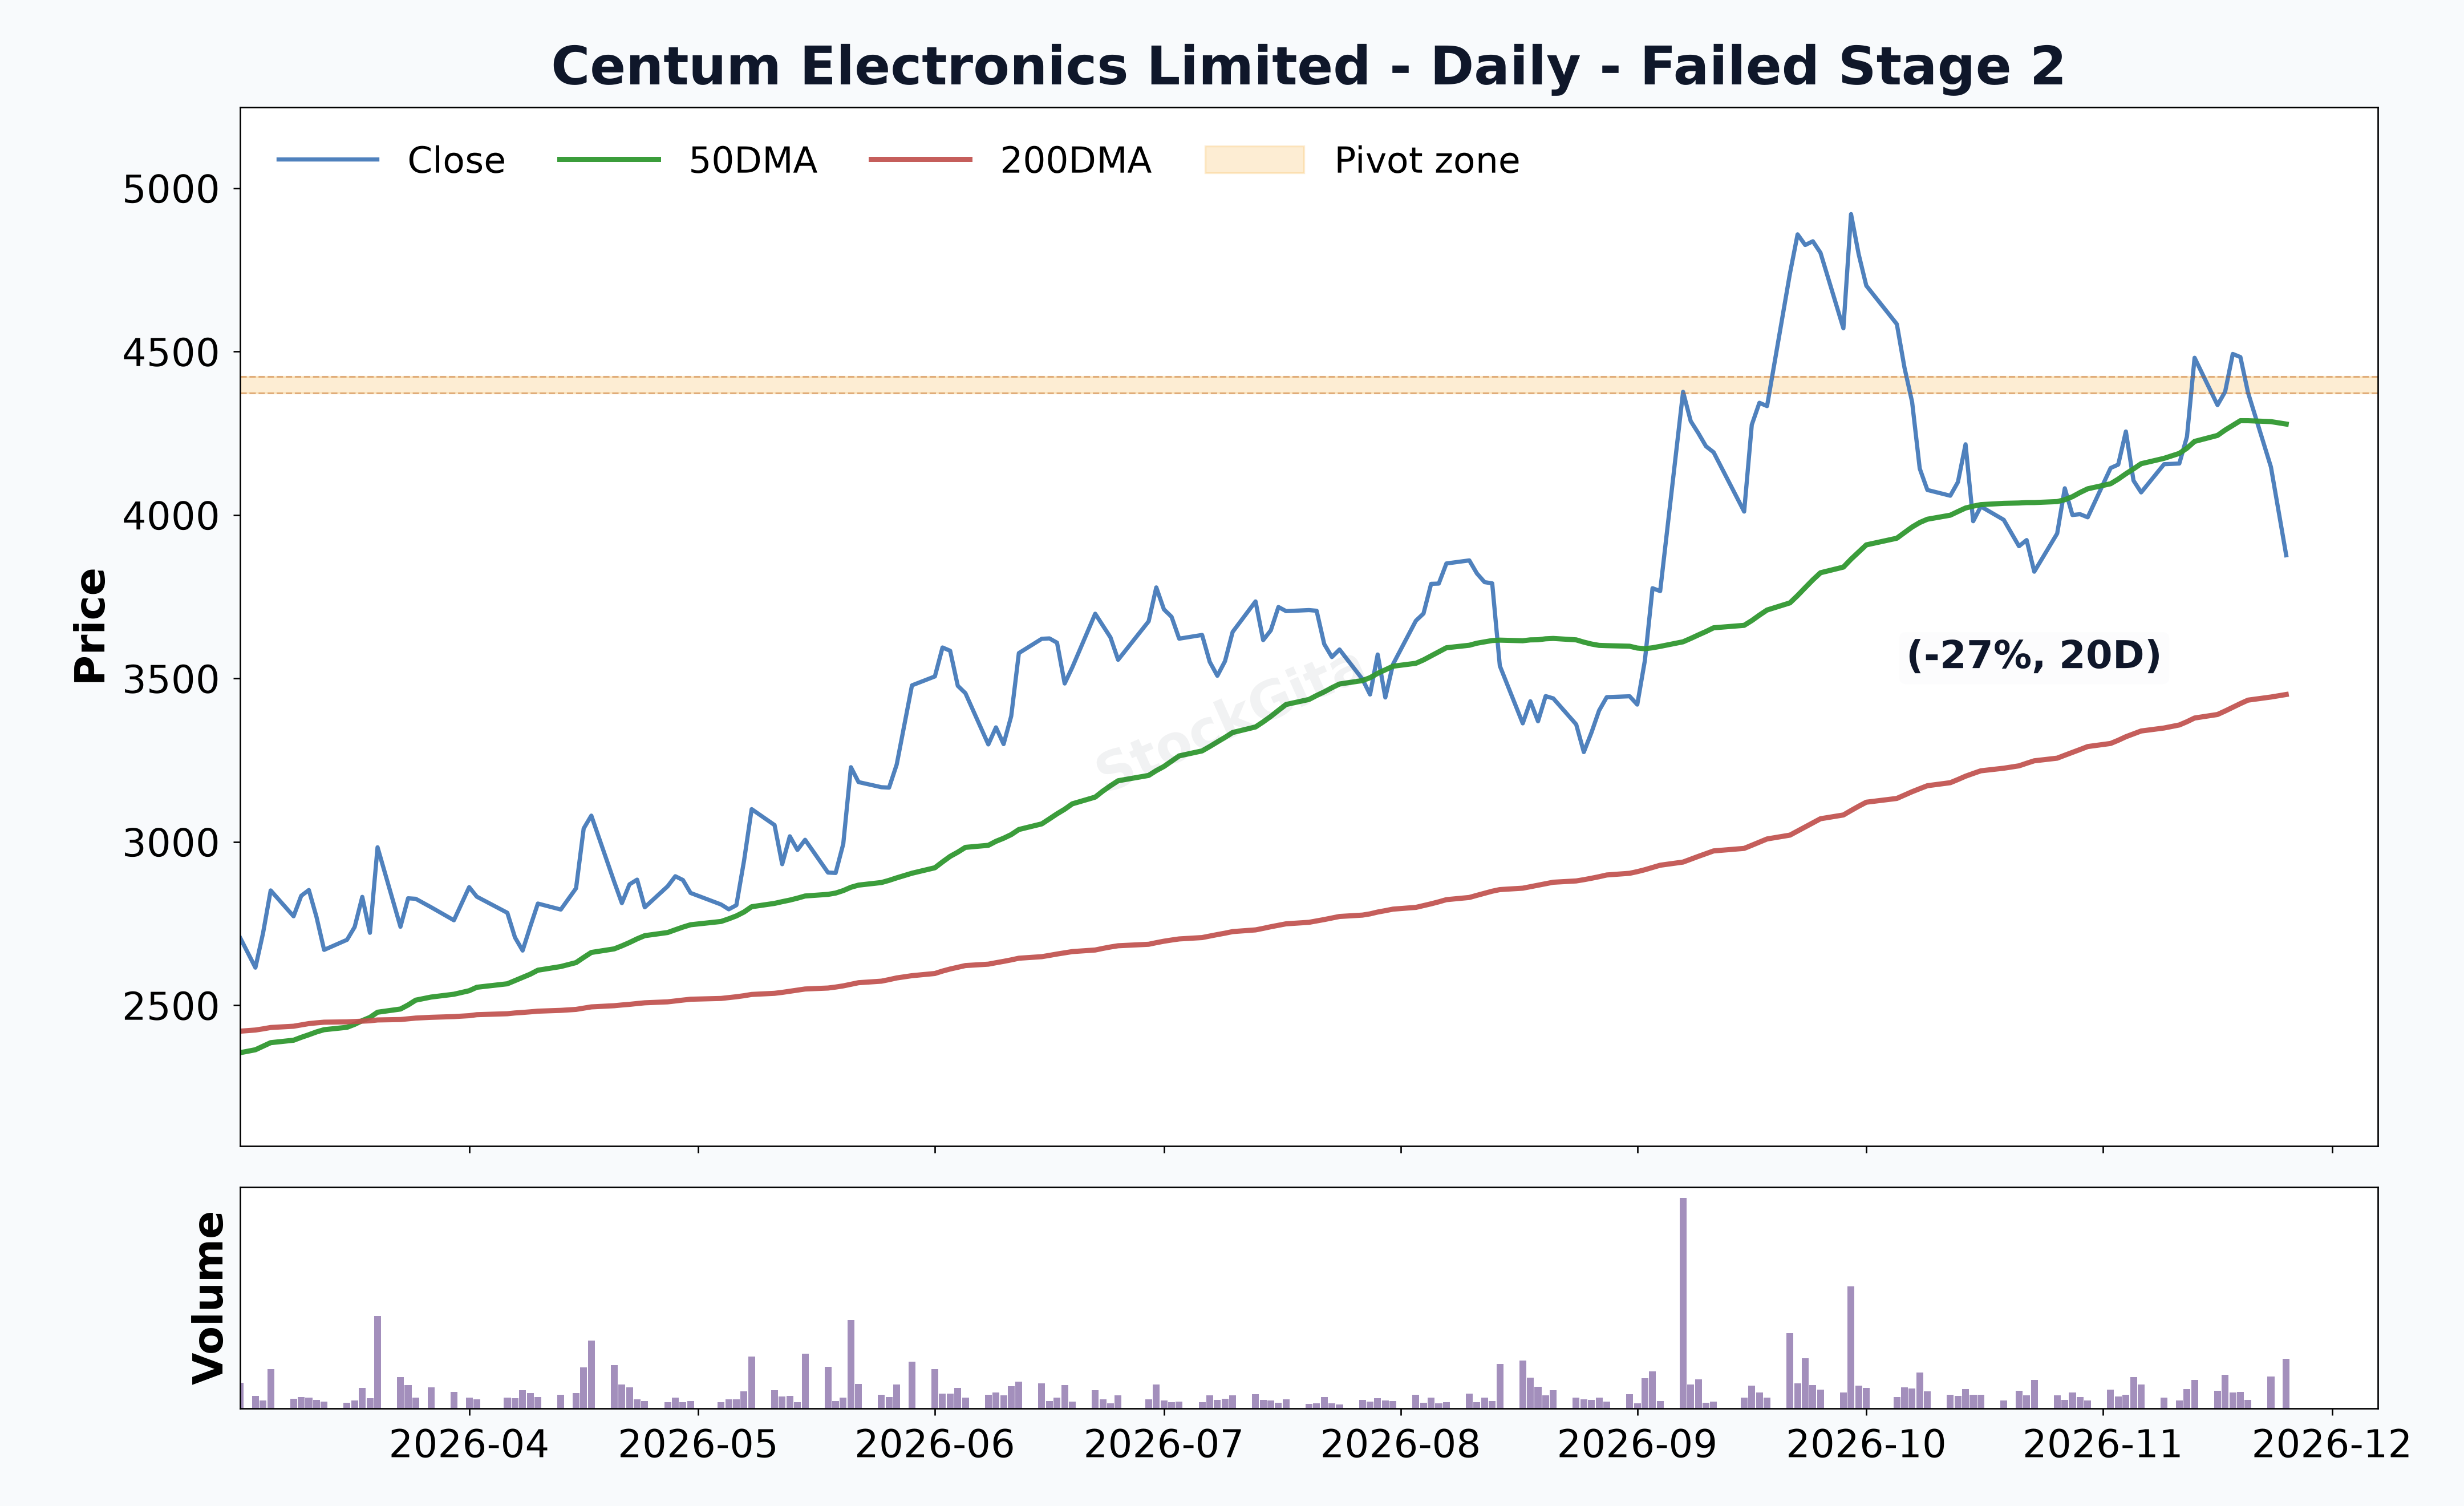 Centum Electronics Limited - Daily - Failed Stage 2
Close 50DMA 200DMA Pivot zone
5000
4500
4000
3500
3000
2500
Price
(-27%, 20D)
StockGita
Volume
2026-04 2026-05 2026-06 2026-07 2026-08 2026-09 2026-10 2026-11 2026-12